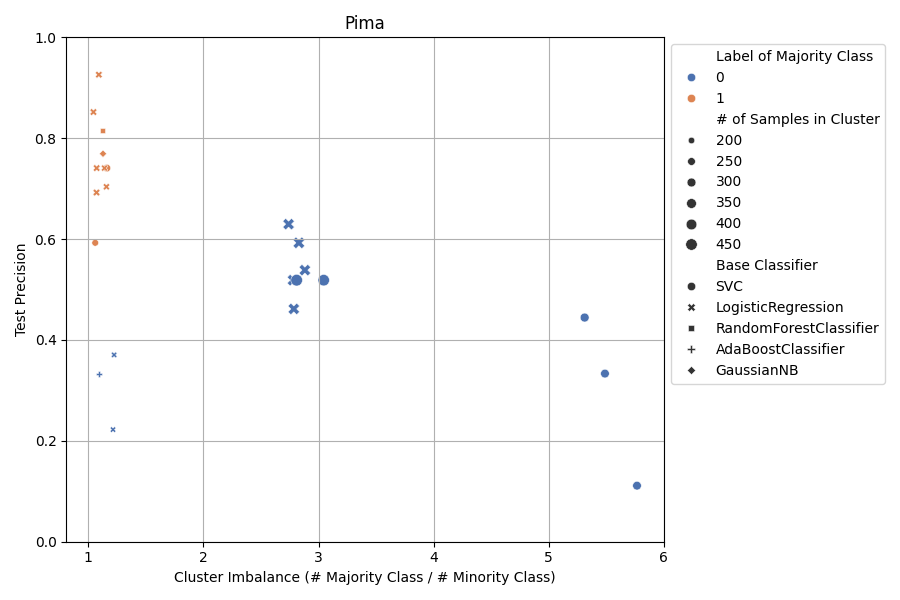 Pima
1.0
0.8
0.6
0.4
0.2
0.0
Test Precision
1
2
3
4
5
6
Cluster Imbalance (# Majority Class / # Minority Class)
Label of Majority Class
0
1
# of Samples in Cluster
200
250
300
350
400
450
Base Classifier
SVC
LogisticRegression
RandomForestClassifier
AdaBoostClassifier
GaussianNB